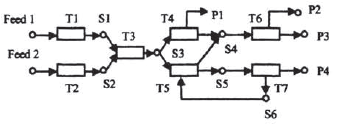 P1
P2
Feed 1 T1 S1 T4 T6
T3
P3
S3 S4
Feed 2
T2 S2 T5 S5 T7 P4
S6